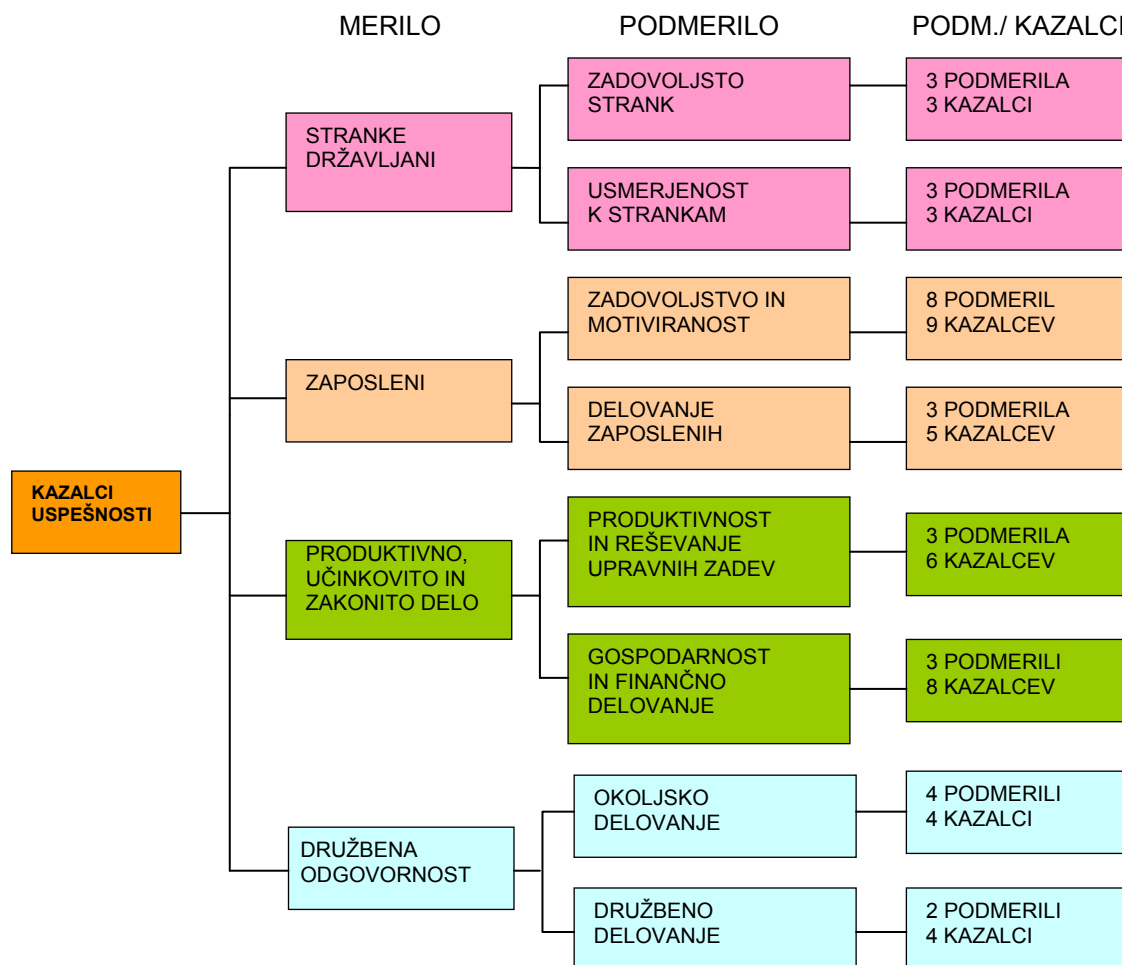 MERILO
PODMERILO
PODM./ KAZALCI
ZADOVOLJSTO
STRANK
3 PODMERILA
3 KAZALCI
STRANKE
DRŽAVLJANI
USMERJENOST
K STRANKAM
3 PODMERILA
3 KAZALCI
ZADOVOLJSTVO IN
MOTIVIRANOST
8 PODMERIL
9 KAZALCEV
ZAPOSLENI
DELOVANJE
ZAPOSLENIH
3 PODMERILA
5 KAZALCEV
KAZALCI
USPEŠNOSTI
PRODUKTIVNOST
IN REŠEVANJE
UPRAVNIH ZADEV
3 PODMERILA
6 KAZALCEV
PRODUKTIVNO,
UČINKOVITO IN
ZAKONITO DELO
GOSPODARNOST
IN FINANČNO
DELOVANJE
3 PODMERILI
8 KAZALCEV
OKOLJSKO
DELOVANJE
4 PODMERILI
4 KAZALCI
DRUŽBENA
ODGOVORNOST
DRUŽBENO
DELOVANJE
2 PODMERILI
4 KAZALCI